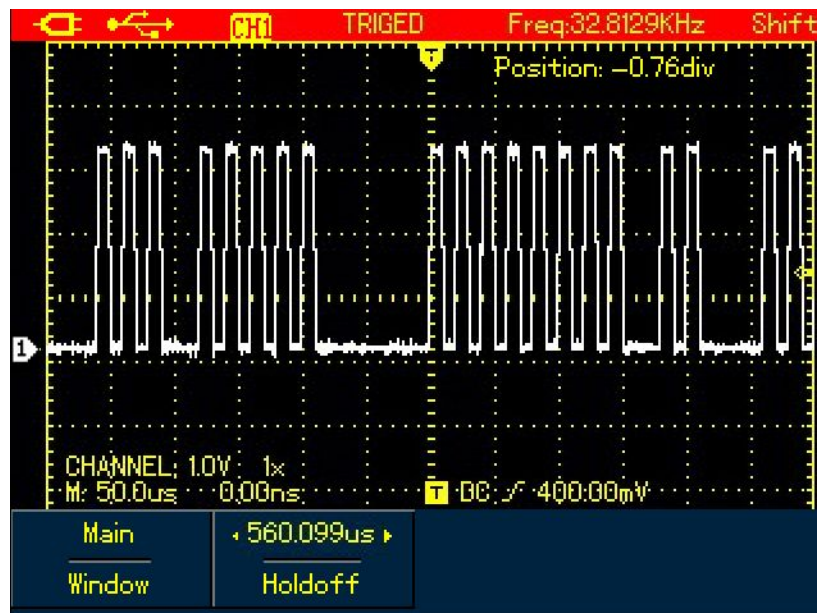 CH1 TRIGED Freq:32.8129KHz Shift
T
Position: -0.76div
1
CHANNEL: 1.0V 1x
M: 50.0us 0.00ns T DC 400.00mV
Main 560.099us
Window Holdoff